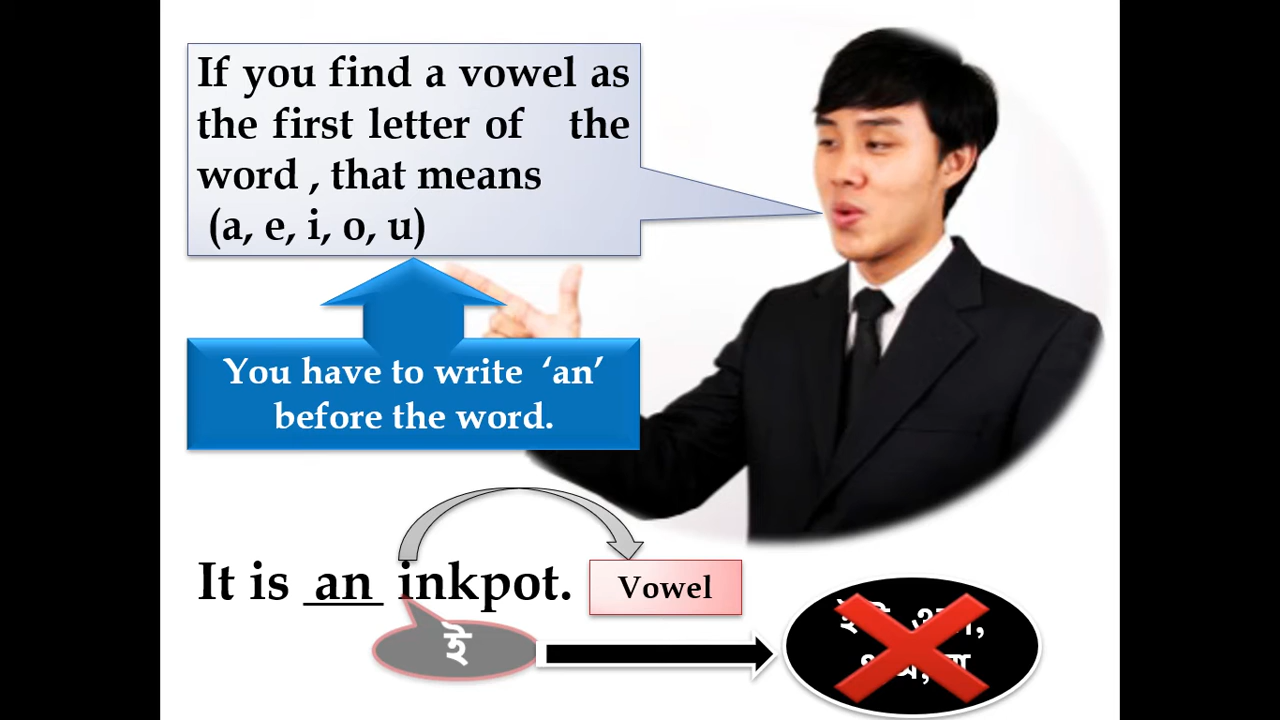 If you find a vowel as
the first letter of the
word , that means
(a, e, i, o, u)
You have to write ‘an’
before the word.
It is an inkpot.
Vowel
ই